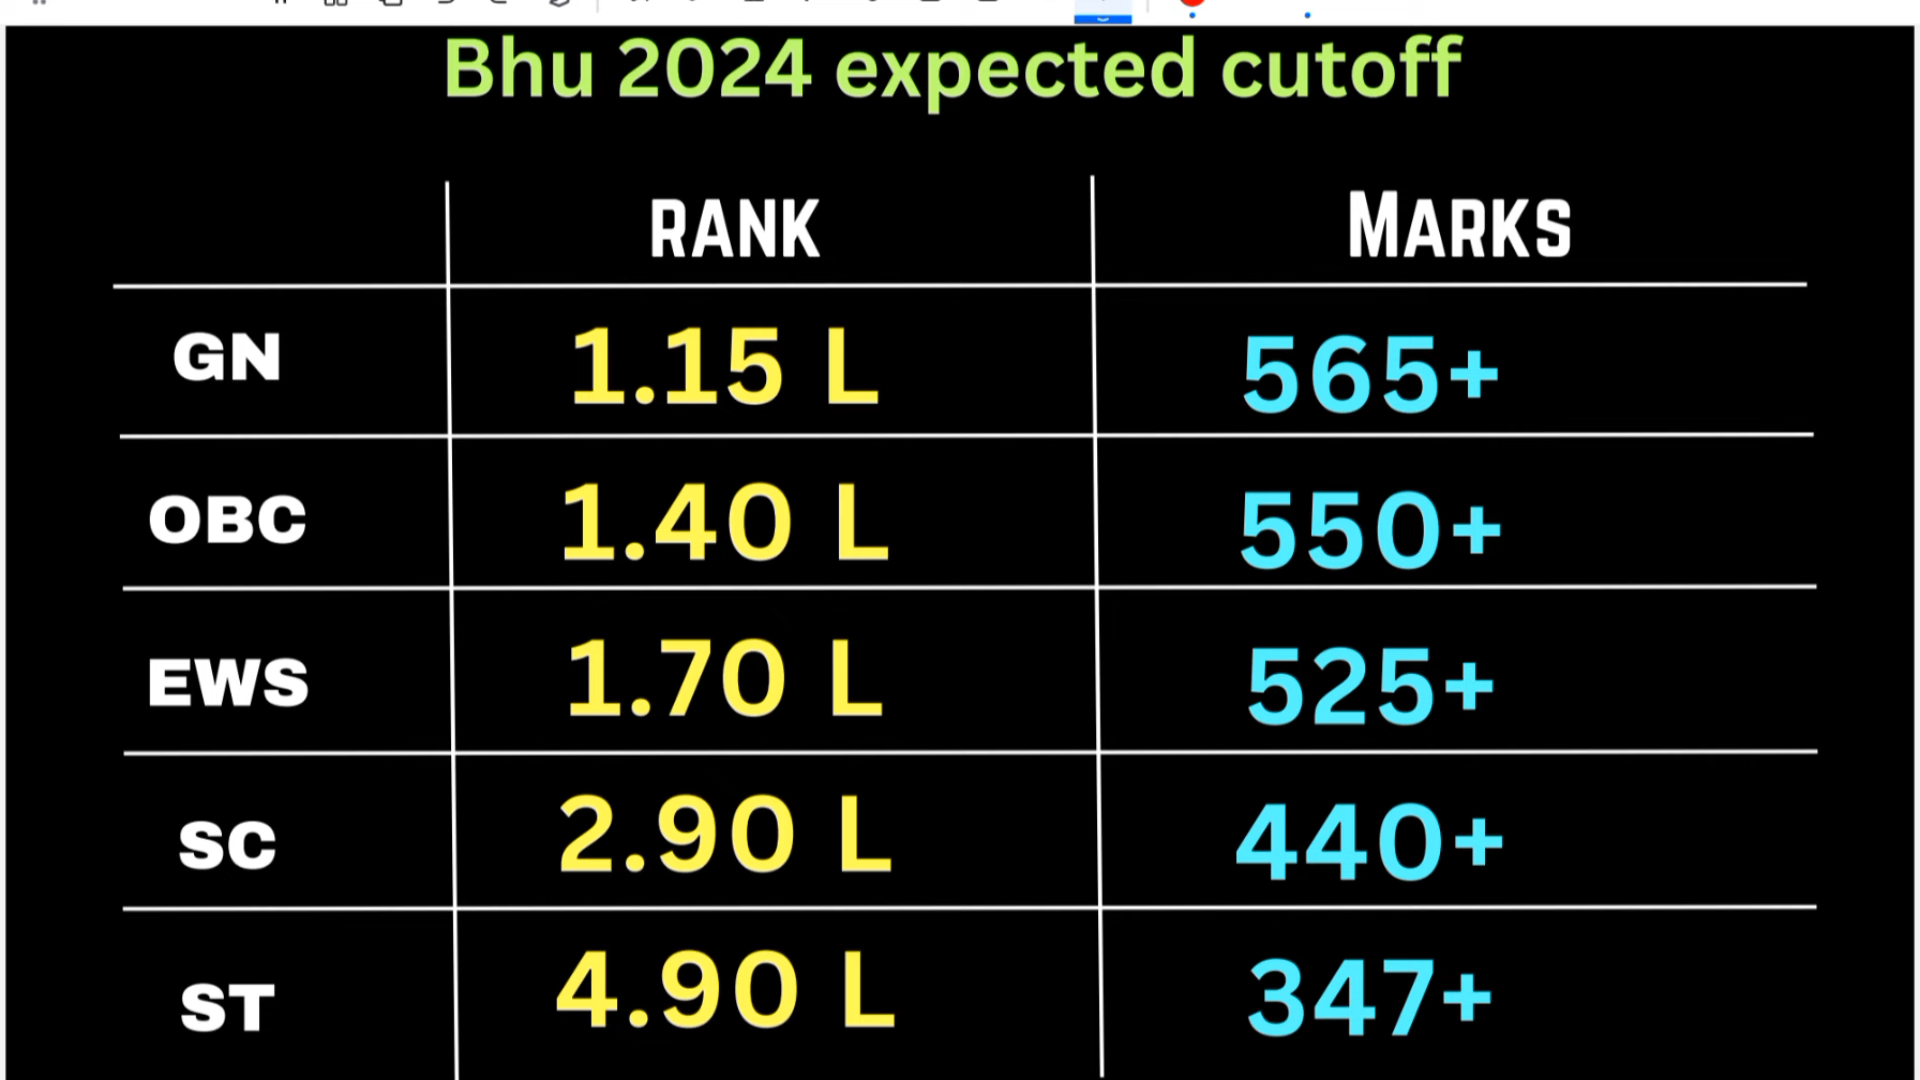 Bhu 2024 expected cutoff
RANK MARKS
GN 1.15 L 565+
OBC 1.40 L 550+
EWS 1.70 L 525+
SC 2.90 L 440+
ST 4.90 L 347+